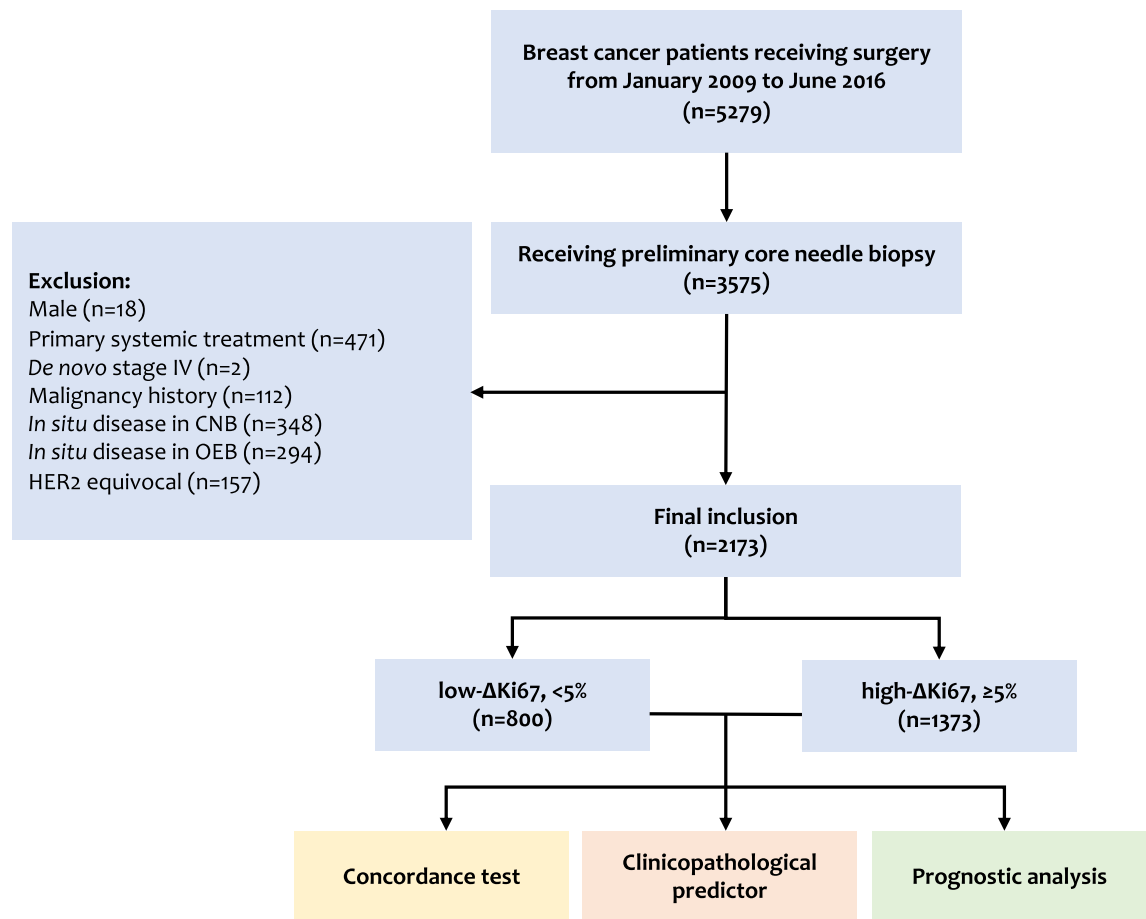 Breast cancer patients receiving surgery
from January 2009 to June 2016
(n=5279)
Receiving preliminary core needle biopsy
(n=3575)
Exclusion:
Male (n=18)
Primary systemic treatment (n=471)
De novo stage IV (n=2)
Malignancy history (n=112)
In situ disease in CNB (n=348)
In situ disease in OEB (n=294)
HER2 equivocal (n=157)
Final inclusion
(n=2173)
low-ΔKi67, <5%
(n=800)
high-ΔKi67, ≥5%
(n=1373)
Concordance test
Clinicopathological
predictor
Prognostic analysis